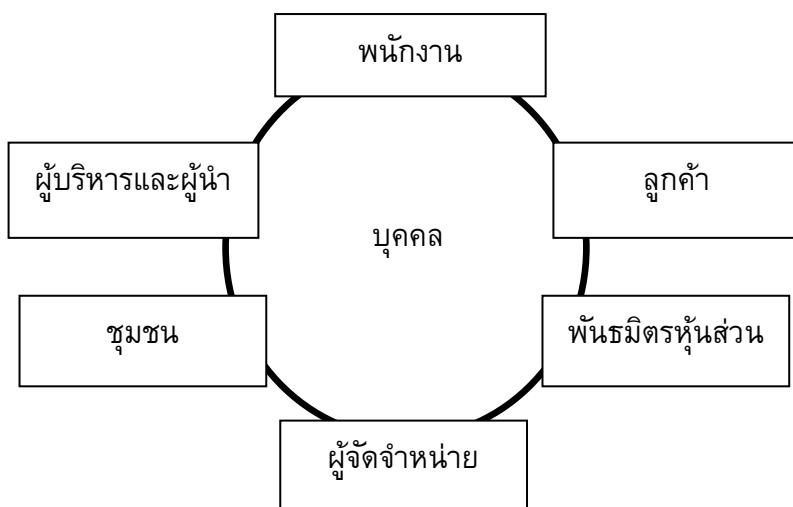 พนักงาน
ผู้บริหารและผู้นำ
ลูกค้า
บุคคล
ชุมชน
พันธมิตรหุ้นส่วน
ผู้จัดจำหน่าย